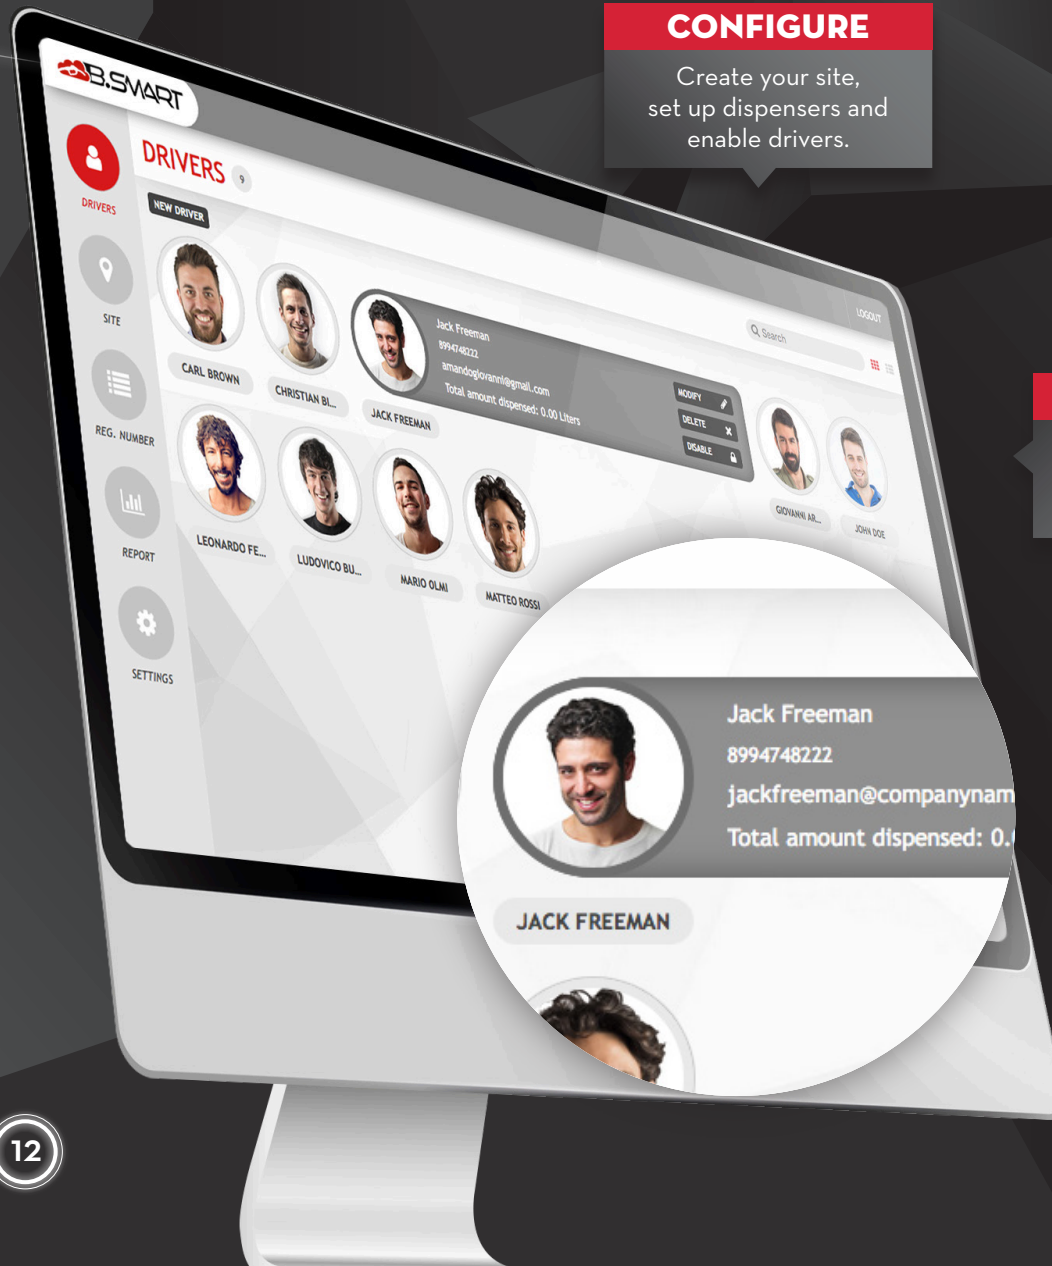 CONFIGURE
Create your site,
set up dispensers and
enable drivers.
B.SMART
DRIVERS 9
NEW DRIVER
LOGOUT
Search
DRIVERS
SITE
REG. NUMBER
REPORT
SETTINGS
CARL BROWN
CHRISTIAN BI...
JACK FREEMAN
Jack Freeman
8994748222
amandogiovanni@gmail.com
Total amount dispensed: 0.00 Liters
MODIFY
DELETE
DISABLE
GIOVANNI AR...
JOHN DOE
LEONARDO FE...
LUDOVICO BU...
MARIO OLMI
MATTEO ROSSI
Jack Freeman
8994748222
jackfreeman@companynam
Total amount dispensed: 0.
JACK FREEMAN
12